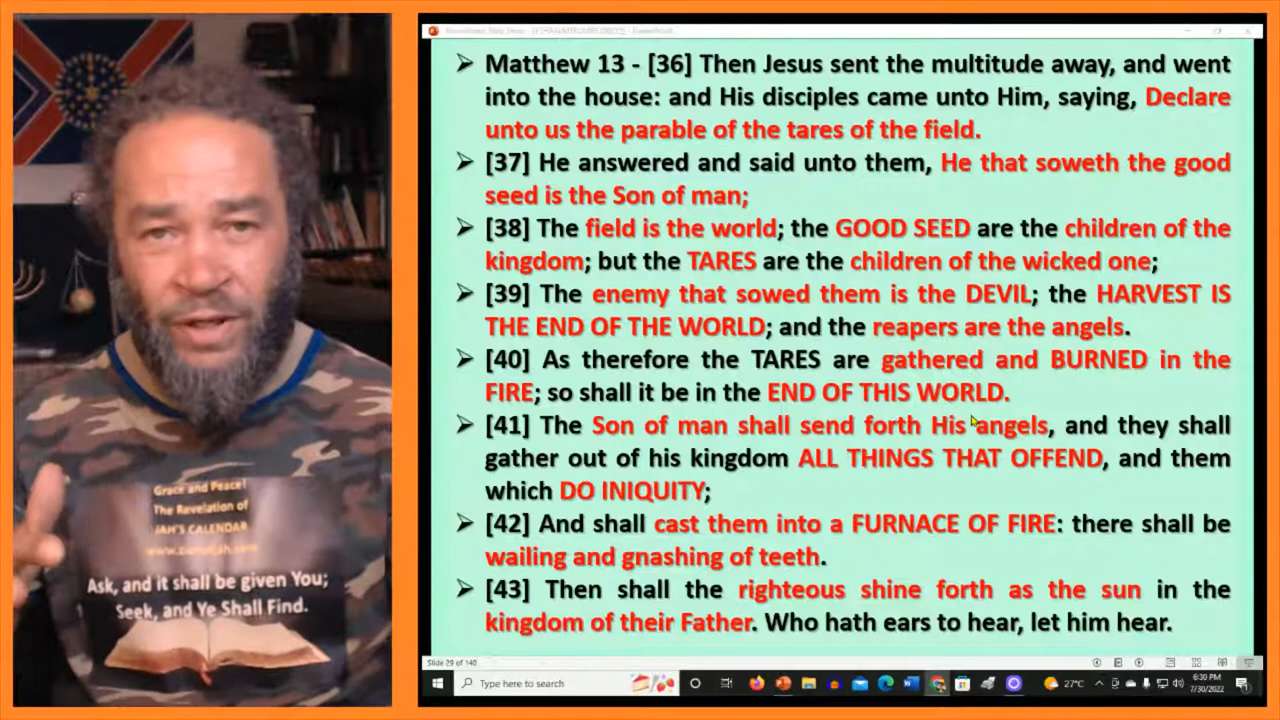 Matthew 13 - [36] Then Jesus sent the multitude away, and went
into the house: and His disciples came unto Him, saying, Declare
unto us the parable of the tares of the field.
[37] He answered and said unto them, He that soweth the good
seed is the Son of man;
[38] The field is the world; the GOOD SEED are the children of the
kingdom; but the TARES are the children of the wicked one;
[39] The enemy that sowed them is the DEVIL; the HARVEST IS
THE END OF THE WORLD; and the reapers are the angels.
[40] As therefore the TARES are gathered and BURNED in the
FIRE; so shall it be in the END OF THIS WORLD.
[41] The Son of man shall send forth His angels, and they shall
gather out of his kingdom ALL THINGS THAT OFFEND, and them
which DO INIQUITY;
[42] And shall cast them into a FURNACE OF FIRE: there shall be
wailing and gnashing of teeth.
[43] Then shall the righteous shine forth as the sun in the
kingdom of their Father. Who hath ears to hear, let him hear.
Slide 29 of 140
Type here to search
27°C
6:30 PM
7/30/2022
Grace and Peace!
The Revelation of
JAH'S CALENDAR
Ask, and it shall be given You;
Seek, and Ye Shall Find.